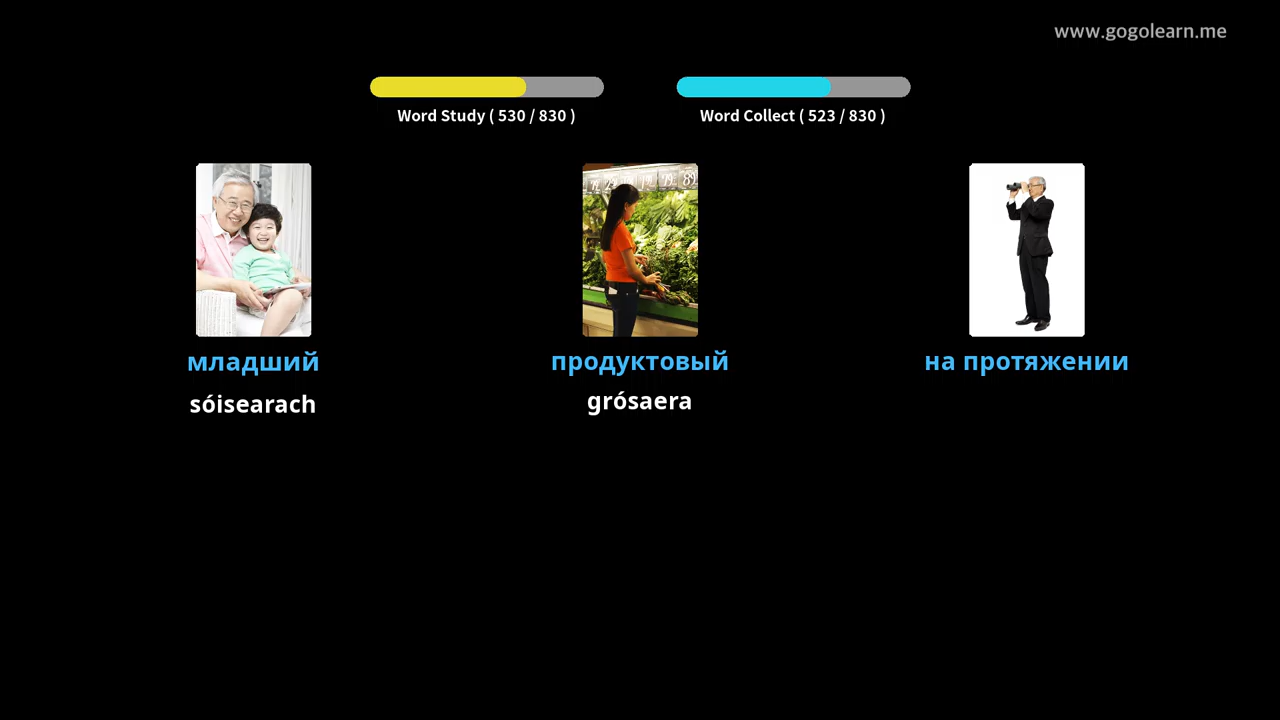 www.gogolearn.me
Word Study ( 530 / 830 )
Word Collect ( 523 / 830 )
младший
продуктовый
на протяжении
sóisearach
grósaera